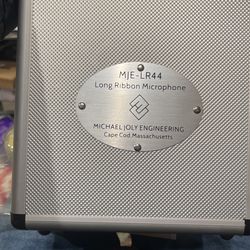 MJE-LR44
Long Ribbon Microphone
MICHAEL JOLY ENGINEERING
Cape Cod Massachusetts